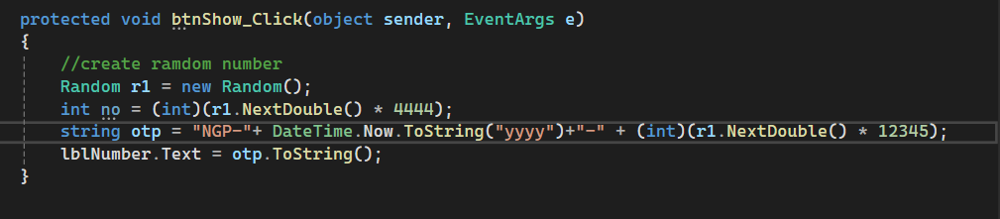 protected void btnShow_Click(object sender, EventArgs e)
{
    //create ramdom number
    Random r1 = new Random();
    int no = (int)(r1.NextDouble() * 4444);
    string otp = "NGP-"+ DateTime.Now.ToString("yyyy")+"-" + (int)(r1.NextDouble() * 12345);
    lblNumber.Text = otp.ToString();
}